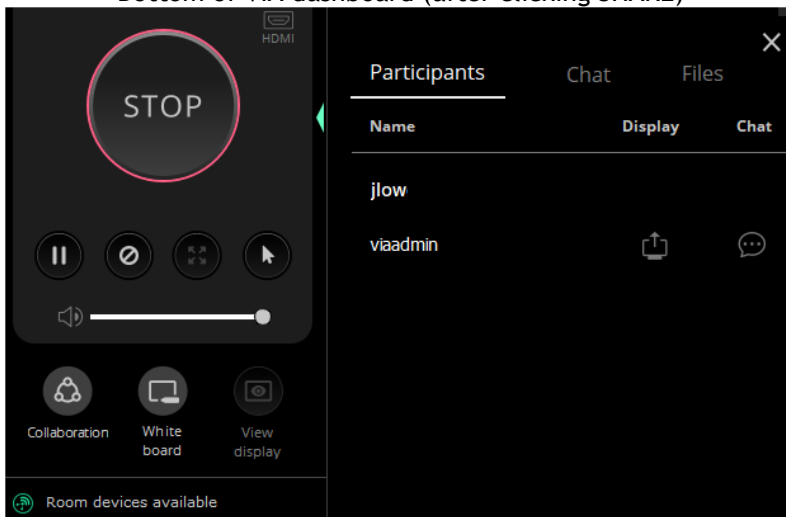 Bottom of VIA dashboard (after clicking SHARE)
HDMI
STOP
Participants Chat Files
Name Display Chat
jlow
viaadmin
Collaboration White board View display
Room devices available